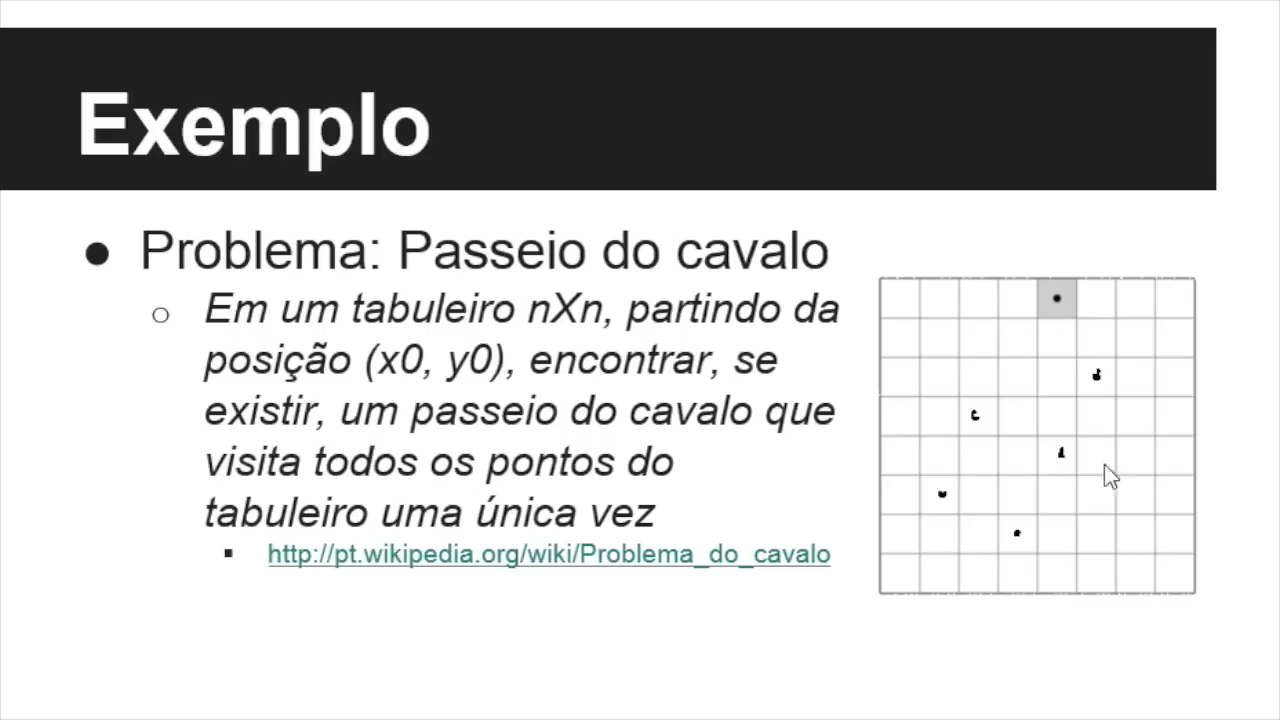 Exemplo
● Problema: Passeio do cavalo
○ Em um tabuleiro nXn, partindo da
posição (x0, y0), encontrar, se
existir, um passeio do cavalo que
visita todos os pontos do
tabuleiro uma única vez
▪ http://pt.wikipedia.org/wiki/Problema_do_cavalo